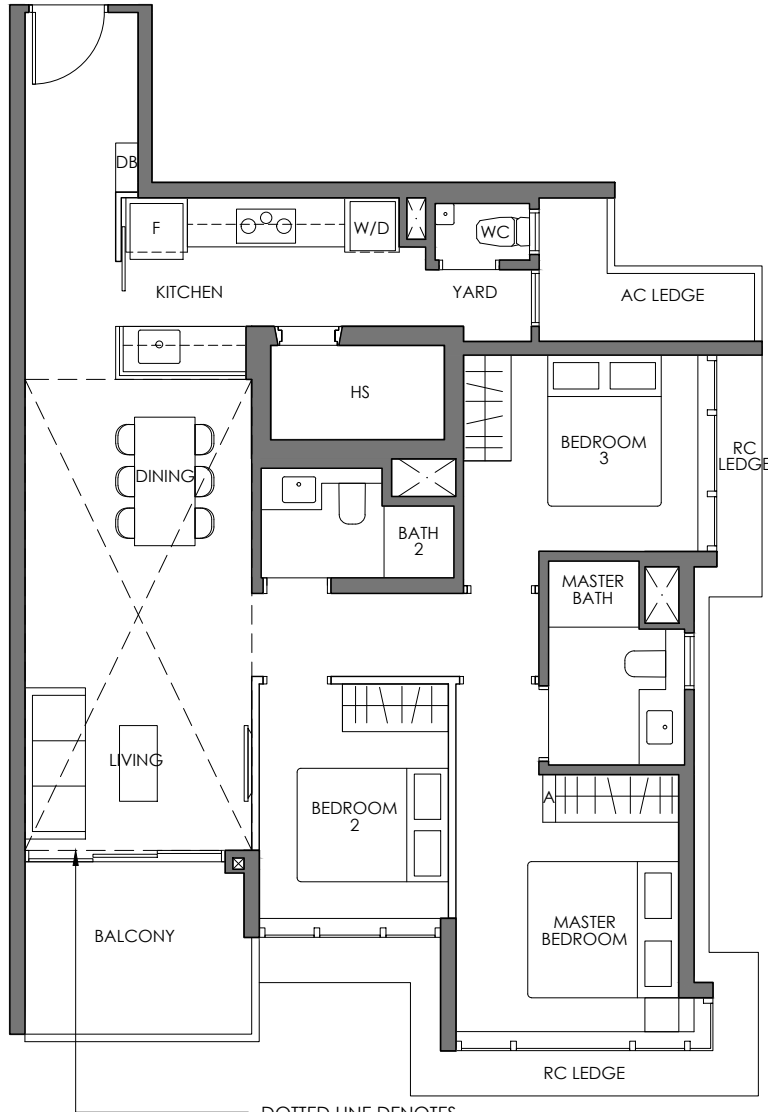 DB
F
W/D
WC
KITCHEN
YARD
AC LEDGE
HS
BEDROOM
3
RC
LEDGE
DINING
BATH
2
MASTER
BATH
LIVING
BEDROOM
2
A
BALCONY
MASTER
BEDROOM
RC LEDGE
DOTTED LINE DENOTES